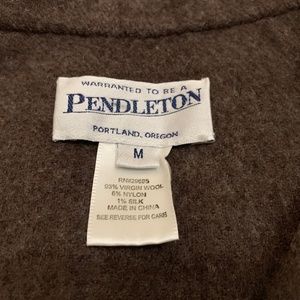 WARRANTED TO BE A
PENDLETON
PORTLAND, OREGON
M
RN#29685
93% VIRGIN WOOL
6% NYLON
1% SILK
MADE IN CHINA
SEE REVERSE FOR CARE